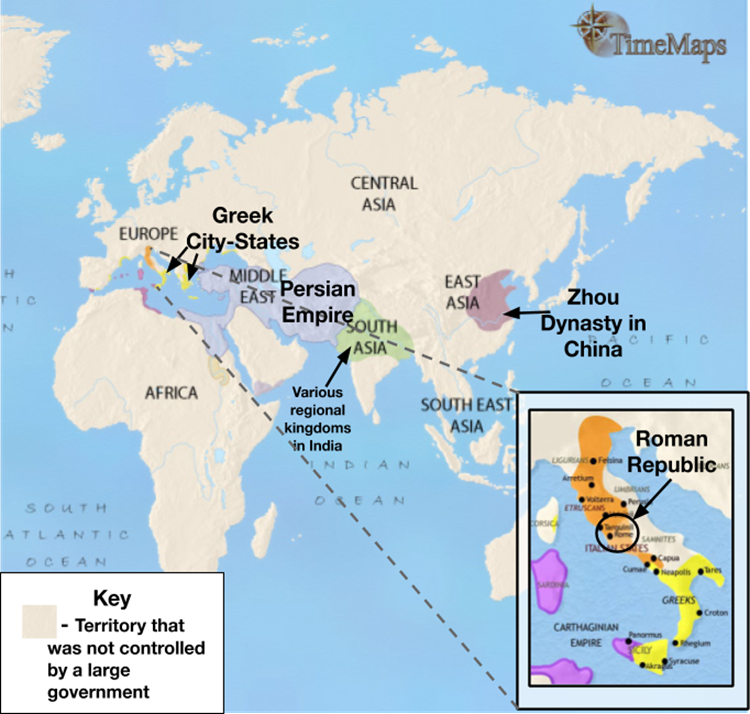 TimeMaps
CENTRAL
ASIA
Greek
City-States
EUROPE
MIDDLE
EAST
Persian
Empire
EAST
ASIA
Zhou
Dynasty in
China
SOUTH
ASIA
PACIFIC
OCEAN
AFRICA
Various
regional
kingdoms
in India
SOUTH EAST
ASIA
INDIAN
OCEAN
SOUTH
ATLANTIC
OCEAN
H
TIC
N
Key
- Territory that
was not controlled
by a large
government
Roman
Republic
LIGURIANS
Felsina
Arretium
UMBRIANS
Volterra
ETRUSCANS
CORSICA
Tarquinii
Rome
SAMNITES
ITALIAN STATES
Capua
Cumae
Neapolis
Tares
SARDINIA
GREEKS
Croton
CARTHAGINIAN
EMPIRE
Panormus
Rhegium
SICILY
Syracuse